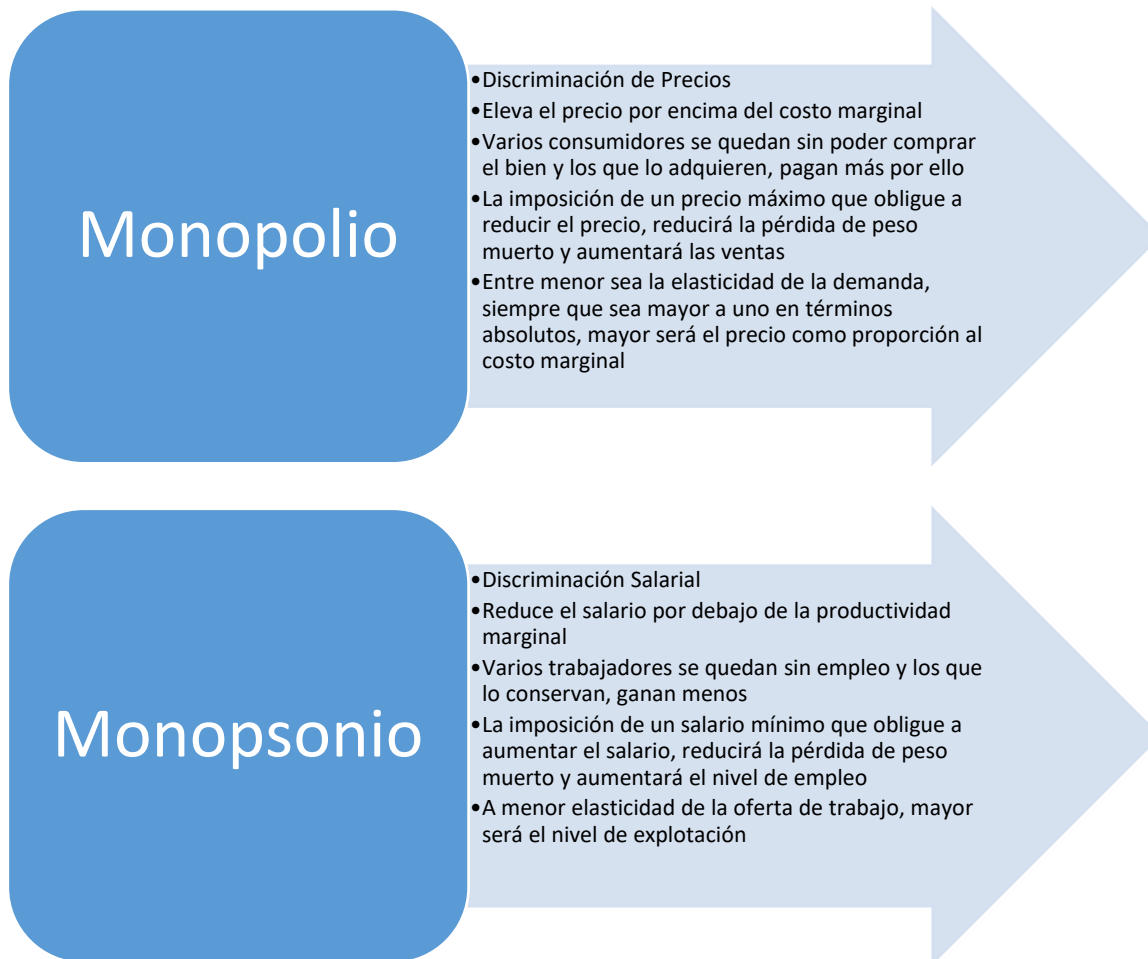 Monopolio
•Discriminación de Precios
•Eleva el precio por encima del costo marginal
•Varios consumidores se quedan sin poder comprar
el bien y los que lo adquieren, pagan más por ello
•La imposición de un precio máximo que obligue a
reducir el precio, reducirá la pérdida de peso
muerto y aumentará las ventas
•Entre menor sea la elasticidad de la demanda,
siempre que sea mayor a uno en términos
absolutos, mayor será el precio como proporción al
costo marginal
Monopsonio
•Discriminación Salarial
•Reduce el salario por debajo de la productividad
marginal
•Varios trabajadores se quedan sin empleo y los que
lo conservan, ganan menos
•La imposición de un salario mínimo que obligue a
aumentar el salario, reducirá la pérdida de peso
muerto y aumentará el nivel de empleo
•A menor elasticidad de la oferta de trabajo, mayor
será el nivel de explotación